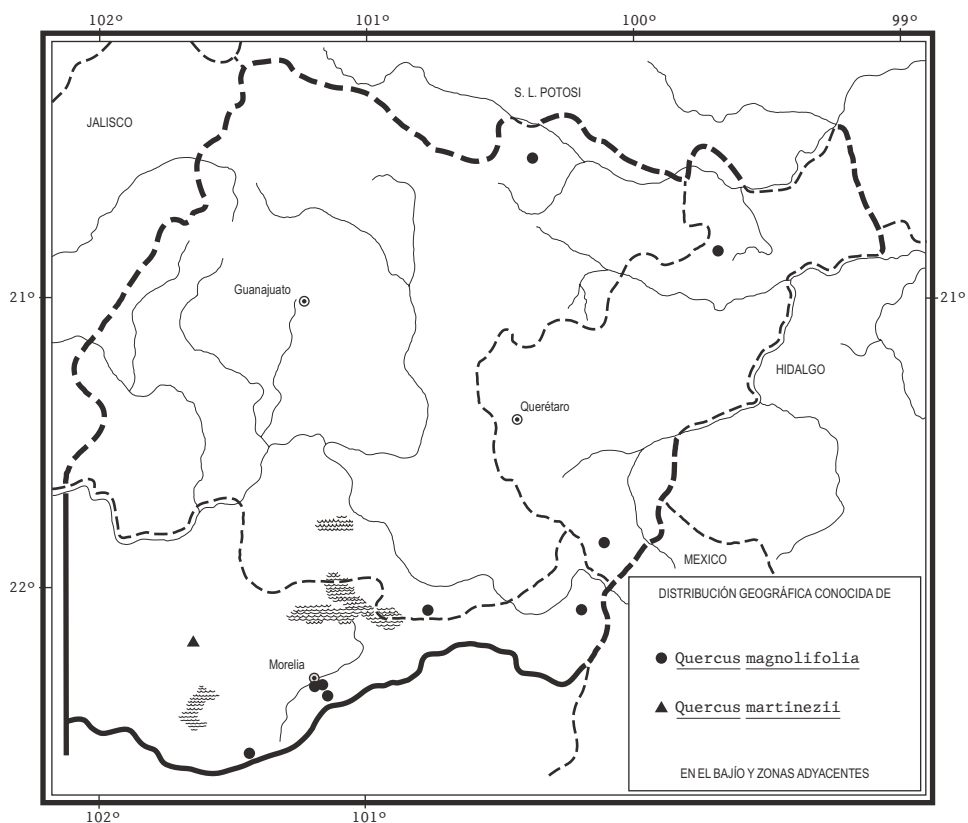 102° 101° 100° 99°
S. L. POTOSI
JALISCO
Guanajuato
21° 21°
HIDALGO
Querétaro
MEXICO
22°
DISTRIBUCIÓN GEOGRÁFICA CONOCIDA DE
Quercus magnolifolia
Morelia
Quercus martinezii
EN EL BAJÍO Y ZONAS ADYACENTES
102° 101°